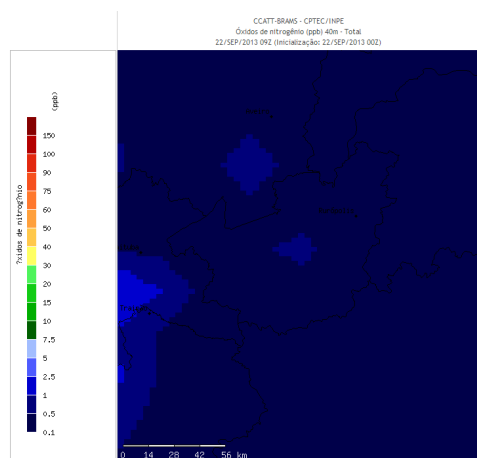 CCATT-BRAMS - CPTEC/INPE
Óxidos de nitrogênio (ppb) 40m - Total
22/SEP/2013 09Z (Inicialização: 22/SEP/2013 00Z)
(ppb)
?xidos de nitrog?nio
150
100
90
75
60
50
40
30
20
15
10
7.5
5
2.5
1
0.5
0.1
0 14 28 42 56 km